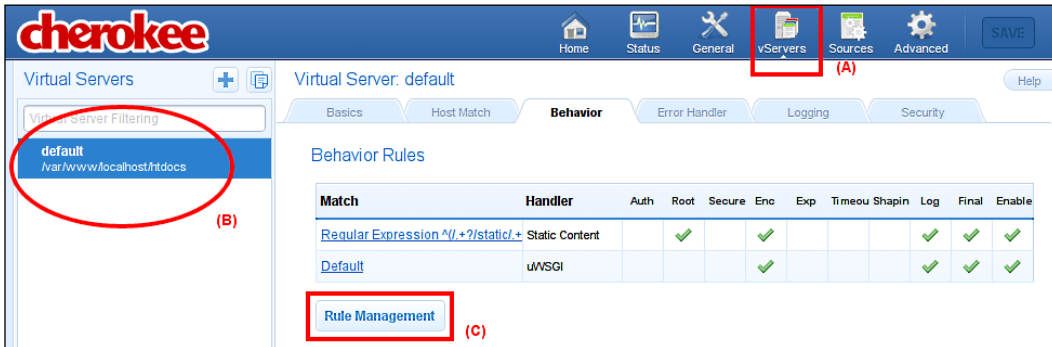 cherokee
Home Status General vServers Sources Advanced SAVE
(A)
Virtual Servers
Virtual Server: default
Help
Virtual Server Filtering
Basics Host Match Behavior Error Handler Logging Security
default
/var/www/localhost/htdocs
(B)
Behavior Rules
Match Handler Auth Root Secure Enc Exp Timeou Shapin Log Final Enable
Regular Expression ^(/.+?/static/.+ Static Content
Default uWSGI
Rule Management
(C)